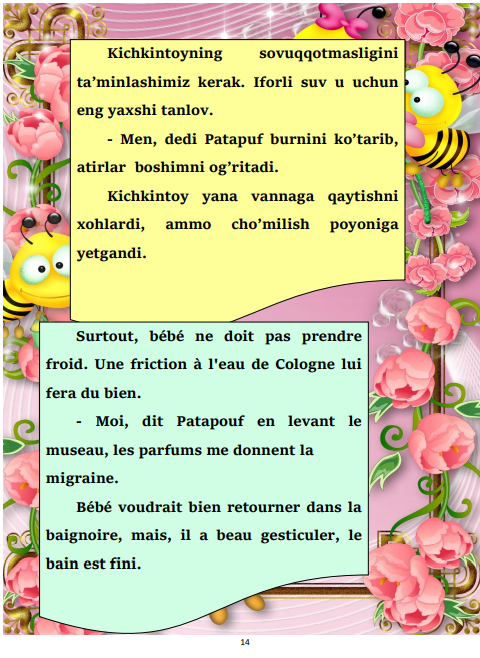 Kichkintoyning sovuqqotmasligini
ta’minlashimiz kerak. Iforli suv u uchun
eng yaxshi tanlov.
- Men, dedi Patapuf burnini ko’tarib,
atirlar boshimni og’ritadi.
Kichkintoy yana vannaga qaytishni
xohlardi, ammo cho’milish poyoniga
yetgandi.
Surtout, bébé ne doit pas prendre
froid. Une friction à l'eau de Cologne lui
fera du bien.
- Moi, dit Patapouf en levant le
museau, les parfums me donnent la
migraine.
Bébé voudrait bien retourner dans la
baignoire, mais, il a beau gesticuler, le
bain est fini.
14